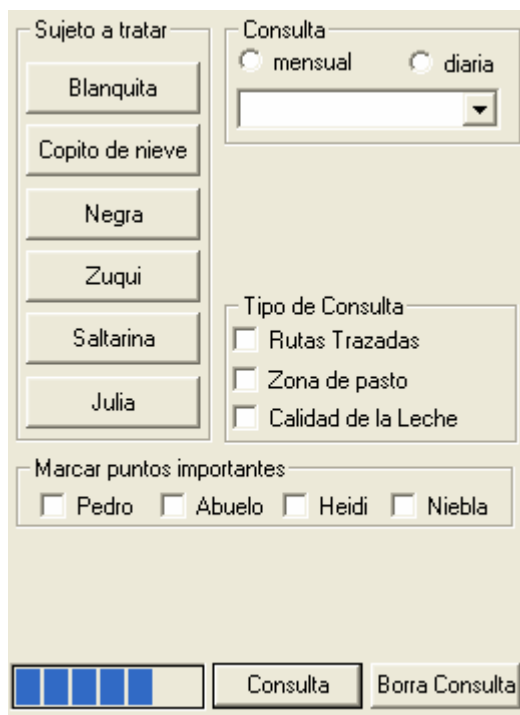 Sujeto a tratar
Blanquita
Copito de nieve
Negra
Zuqui
Saltarina
Julia
Consulta
mensual diaria
Tipo de Consulta
Rutas Trazadas
Zona de pasto
Calidad de la Leche
Marcar puntos importantes
Pedro Abuelo Heidi Niebla
Consulta Borra Consulta